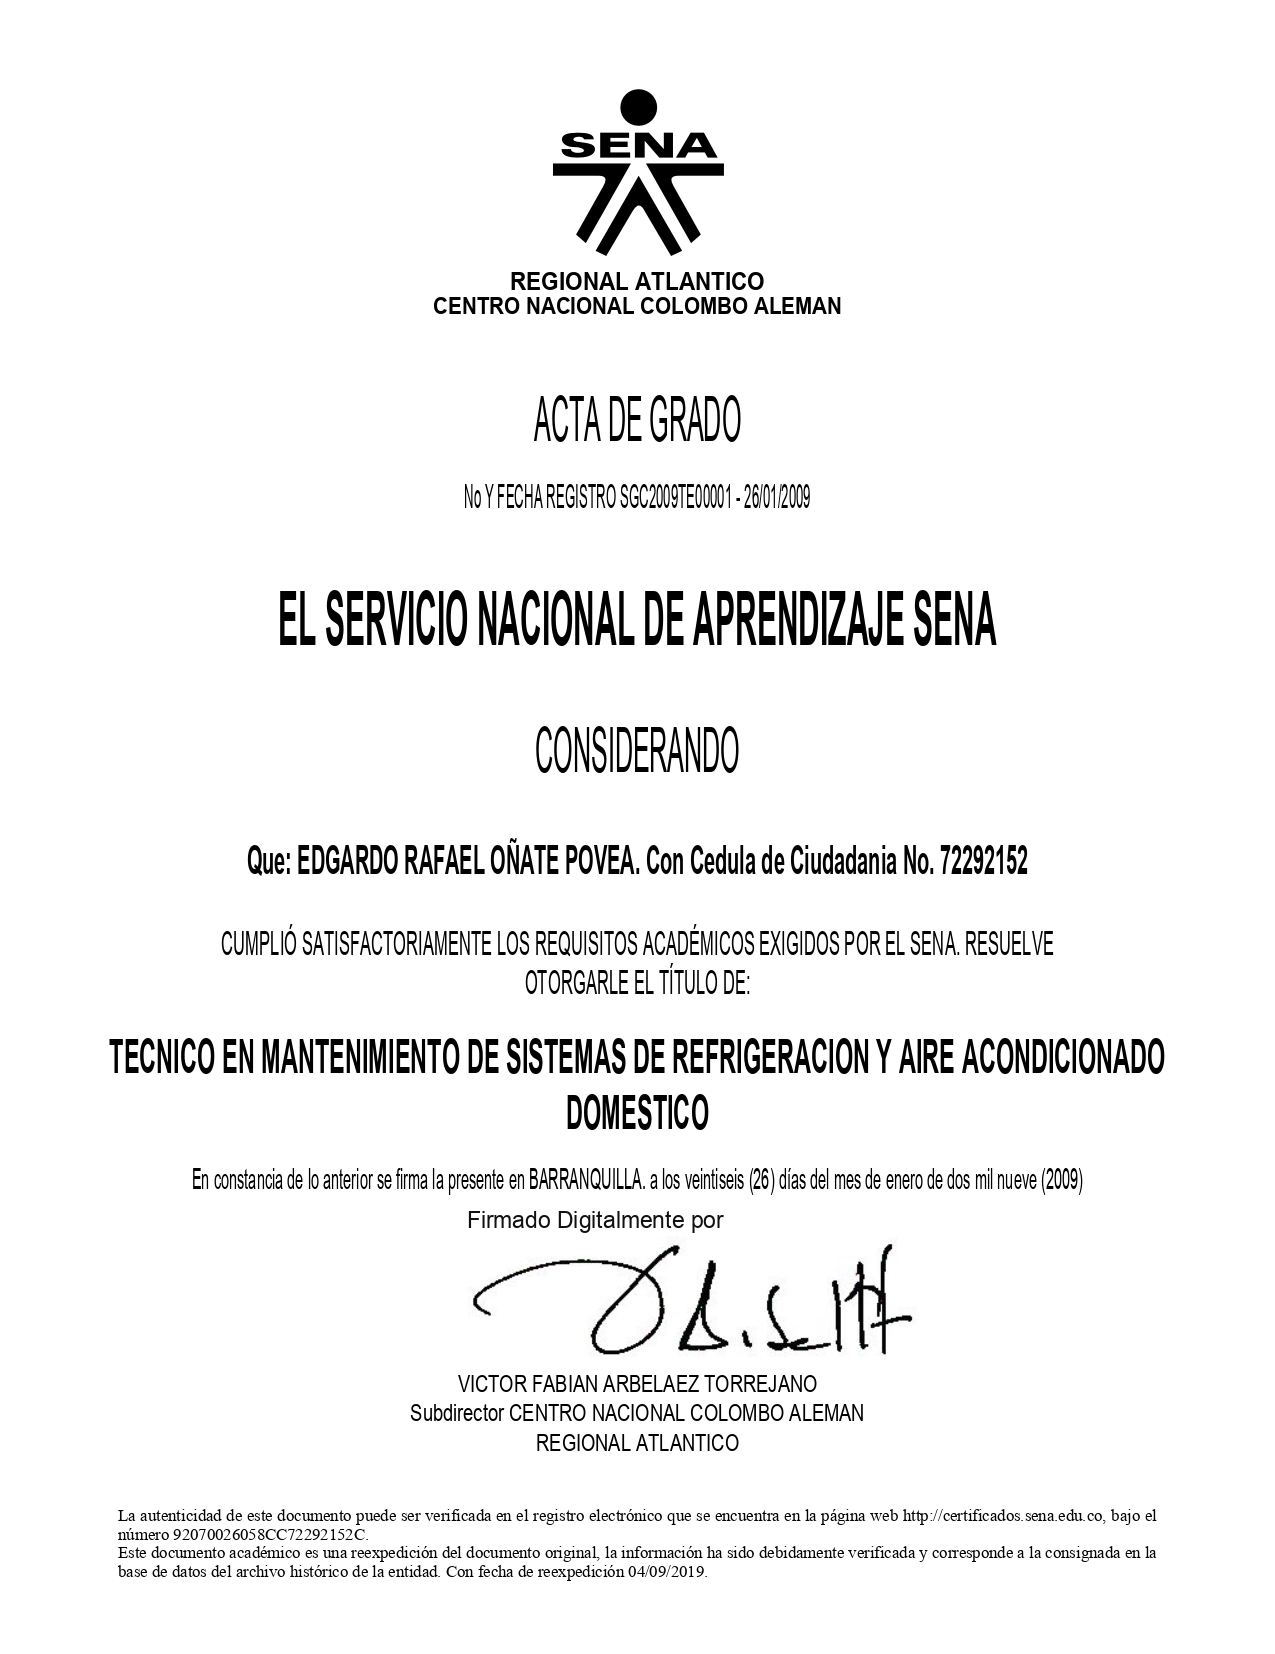 SENA
REGIONAL ATLANTICO
CENTRO NACIONAL COLOMBO ALEMAN
ACTA DE GRADO
No Y FECHA REGISTRO SGC2009TE00001 - 26/01/2009
EL SERVICIO NACIONAL DE APRENDIZAJE SENA
CONSIDERANDO
Que: EDGARDO RAFAEL OÑATE POVEA. Con Cedula de Ciudadania No. 72292152
CUMPLIÓ SATISFACTORIAMENTE LOS REQUISITOS ACADÉMICOS EXIGIDOS POR EL SENA. RESUELVE
OTORGARLE EL TÍTULO DE:
TECNICO EN MANTENIMIENTO DE SISTEMAS DE REFRIGERACION Y AIRE ACONDICIONADO
DOMESTICO
En constancia de lo anterior se firma la presente en BARRANQUILLA. a los veintiseis (26) días del mes de enero de dos mil nueve (2009)
Firmado Digitalmente por
VICTOR FABIAN ARBELAEZ TORREJANO
Subdirector CENTRO NACIONAL COLOMBO ALEMAN
REGIONAL ATLANTICO
La autenticidad de este documento puede ser verificada en el registro electrónico que se encuentra en la página web http://certificados.sena.edu.co, bajo el
número 92070026058CC72292152C.
Este documento académico es una reexpedición del documento original, la información ha sido debidamente verificada y corresponde a la consignada en la
base de datos del archivo histórico de la entidad. Con fecha de reexpedición 04/09/2019.